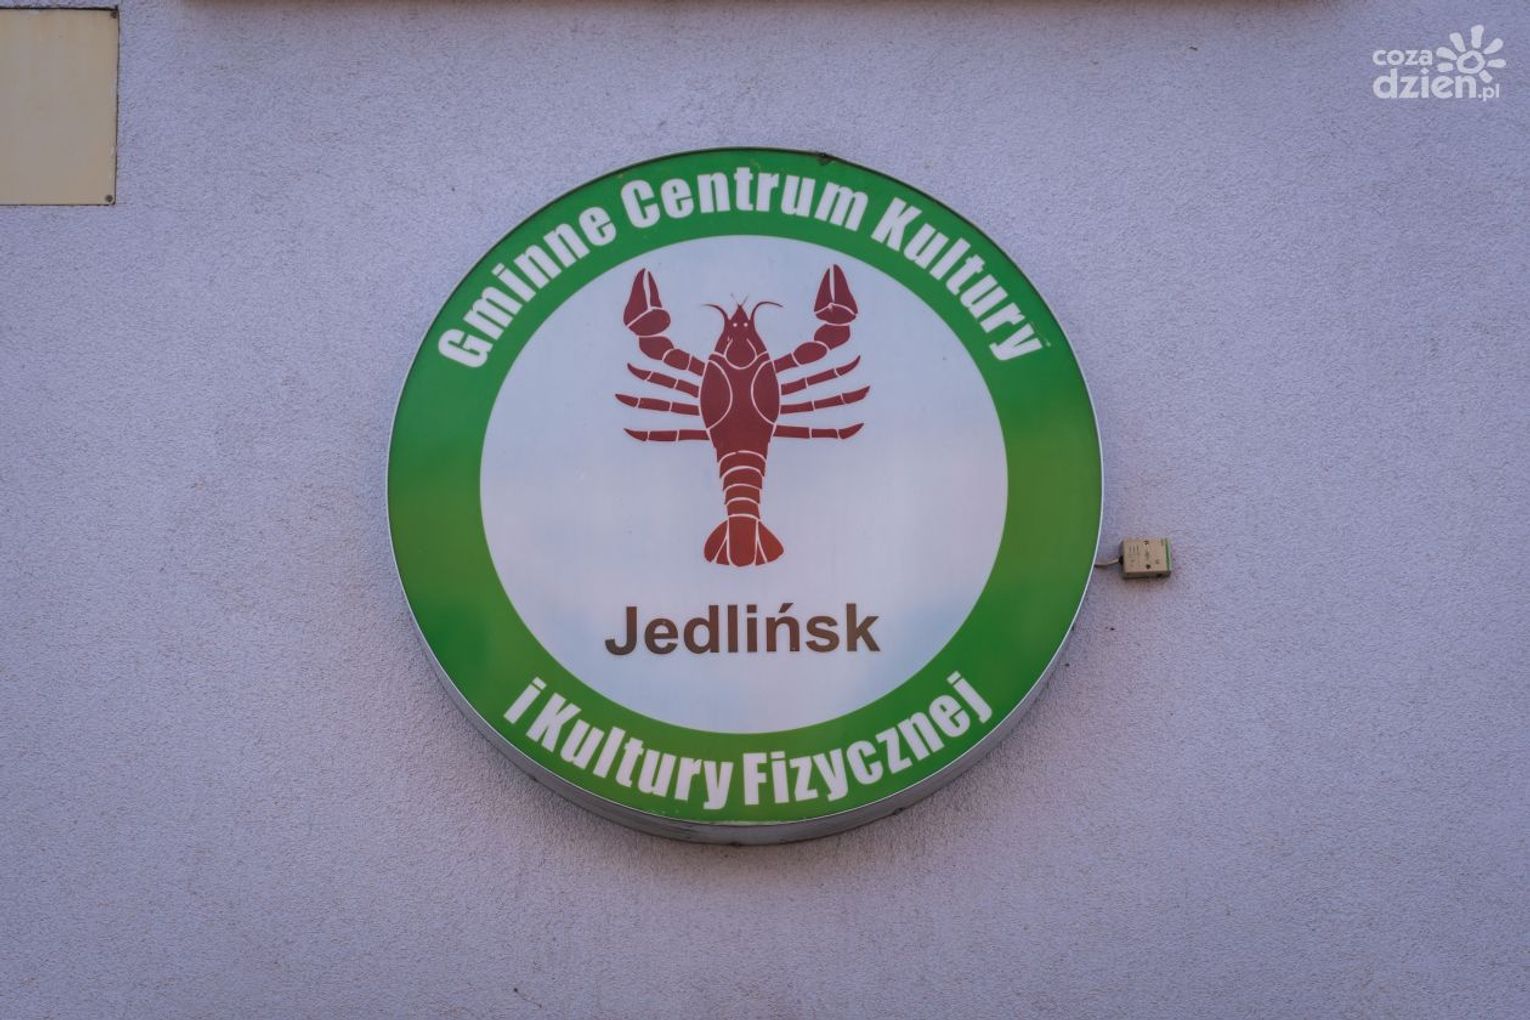 coza
dzien.pl
Gminne Centrum Kultury
Jedlińsk
i Kultury Fizycznej